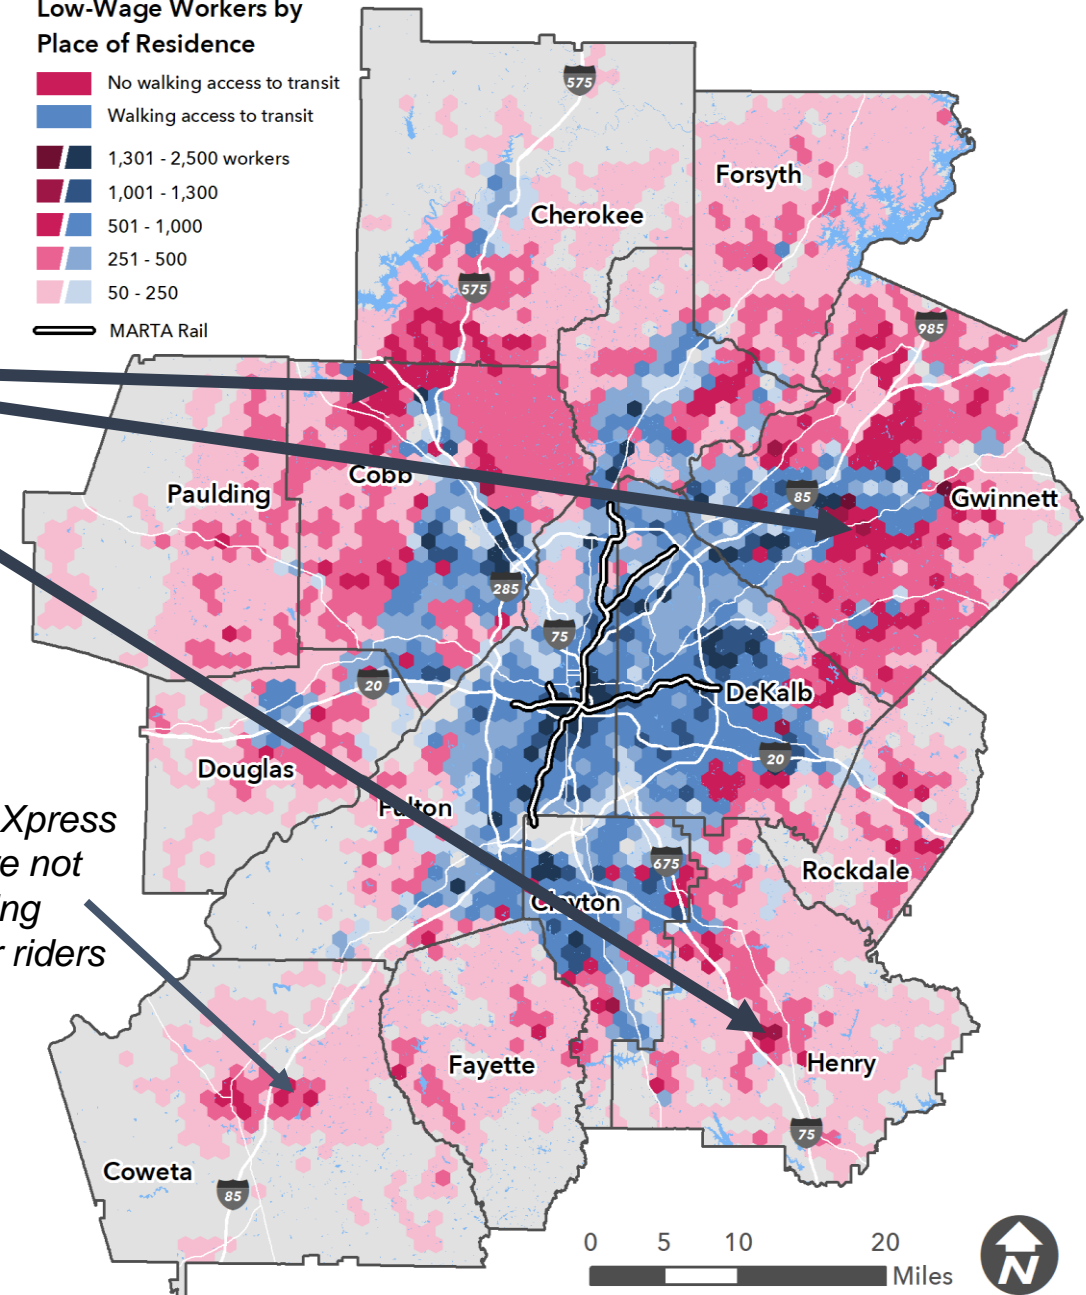 Low-Wage Workers by
Place of Residence
No walking access to transit
Walking access to transit
1,301 - 2,500 workers
1,001 - 1,300
501 - 1,000
251 - 500
50 - 250
MARTA Rail
575
Forsyth
Cherokee
575
985
Cobb
Paulding
85
Gwinnett
285
75
20
DeKalb
20
Douglas
Fulton
Xpress
not
riders
675
Rockdale
Clayton
Fayette
Henry
75
Coweta
85
0 5 10 20
Miles
N